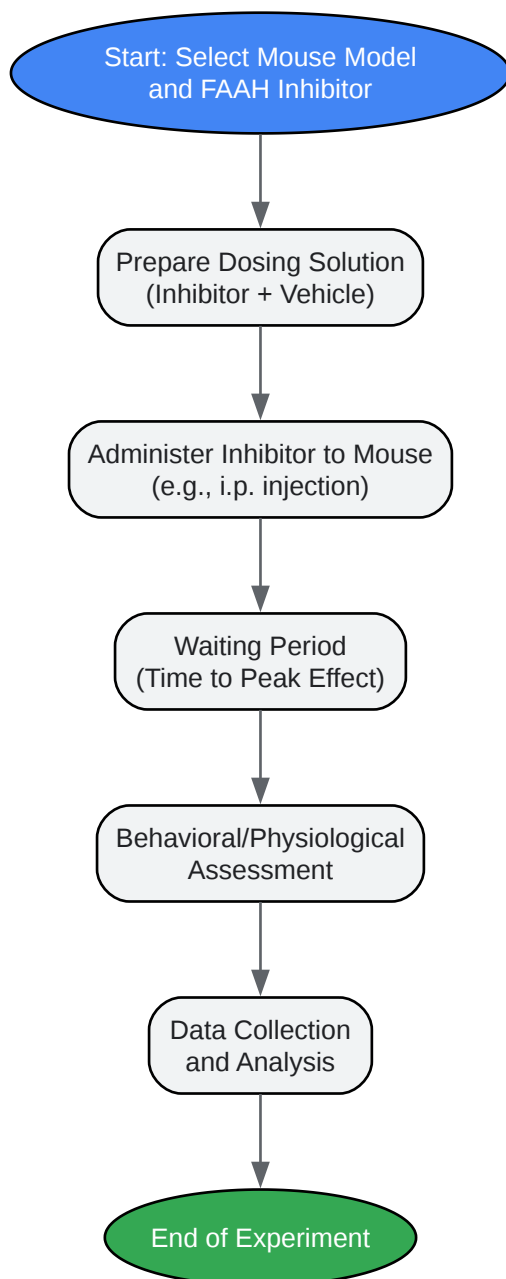 Start: Select Mouse Model
and FAAH Inhibitor
Prepare Dosing Solution
(Inhibitor + Vehicle)
Administer Inhibitor to Mouse
(e.g., i.p. injection)
Waiting Period
(Time to Peak Effect)
Behavioral/Physiological
Assessment
Data Collection
and Analysis
End of Experiment